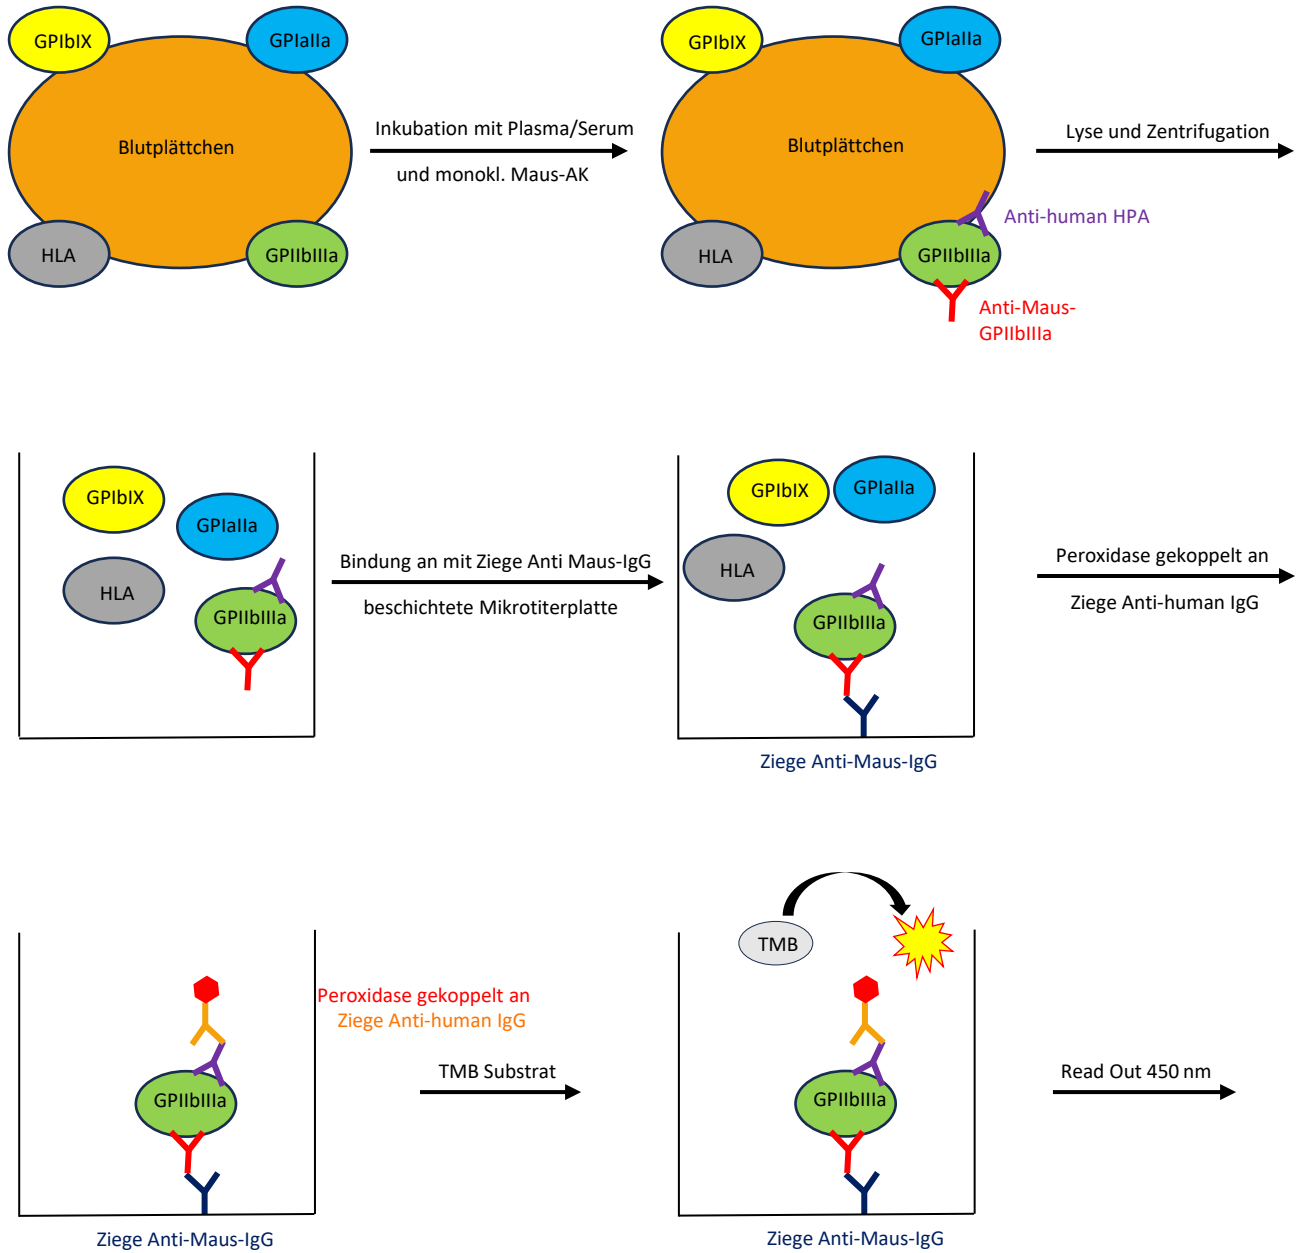 GPIbIX
GPIaIIa
Blutplättchen
HLA
GPIIbIIIa
Inkubation mit Plasma/Serum
und monokl. Maus-AK
GPIbIX
GPIaIIa
Blutplättchen
HLA
GPIIbIIIa
Anti-human HPA
Anti-Maus-
GPIIbIIIa
Lyse und Zentrifugation
GPIbIX
GPIaIIa
HLA
GPIIbIIIa
Bindung an mit Ziege Anti Maus-IgG
beschichtete Mikrotiterplatte
GPIbIX
GPIaIIa
HLA
GPIIbIIIa
Ziege Anti-Maus-IgG
Peroxidase gekoppelt an
Ziege Anti-human IgG
GPIIbIIIa
Ziege Anti-Maus-IgG
Peroxidase gekoppelt an
Ziege Anti-human IgG
TMB Substrat
TMB
GPIIbIIIa
Ziege Anti-Maus-IgG
Read Out 450 nm